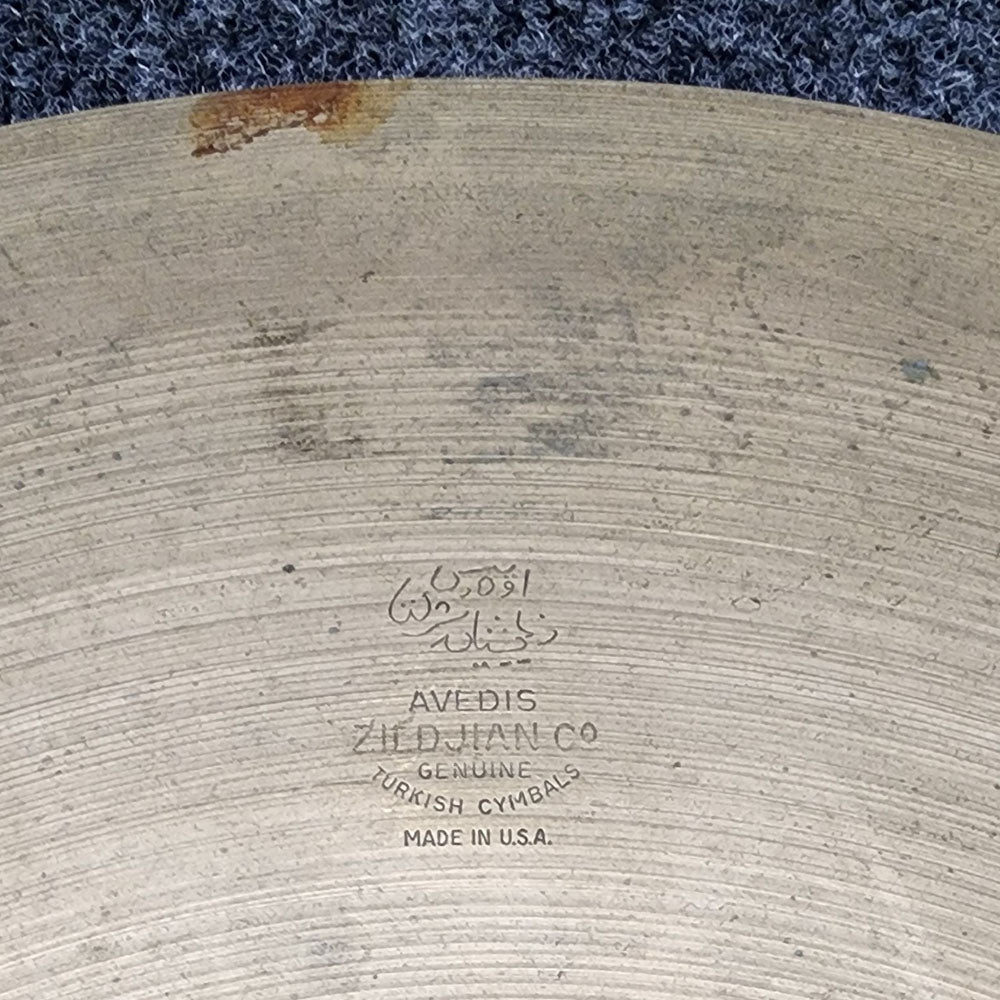 AVEDIS
ZILDJIAN CO
GENUINE
TURKISH CYMBALS
MADE IN U.S.A.